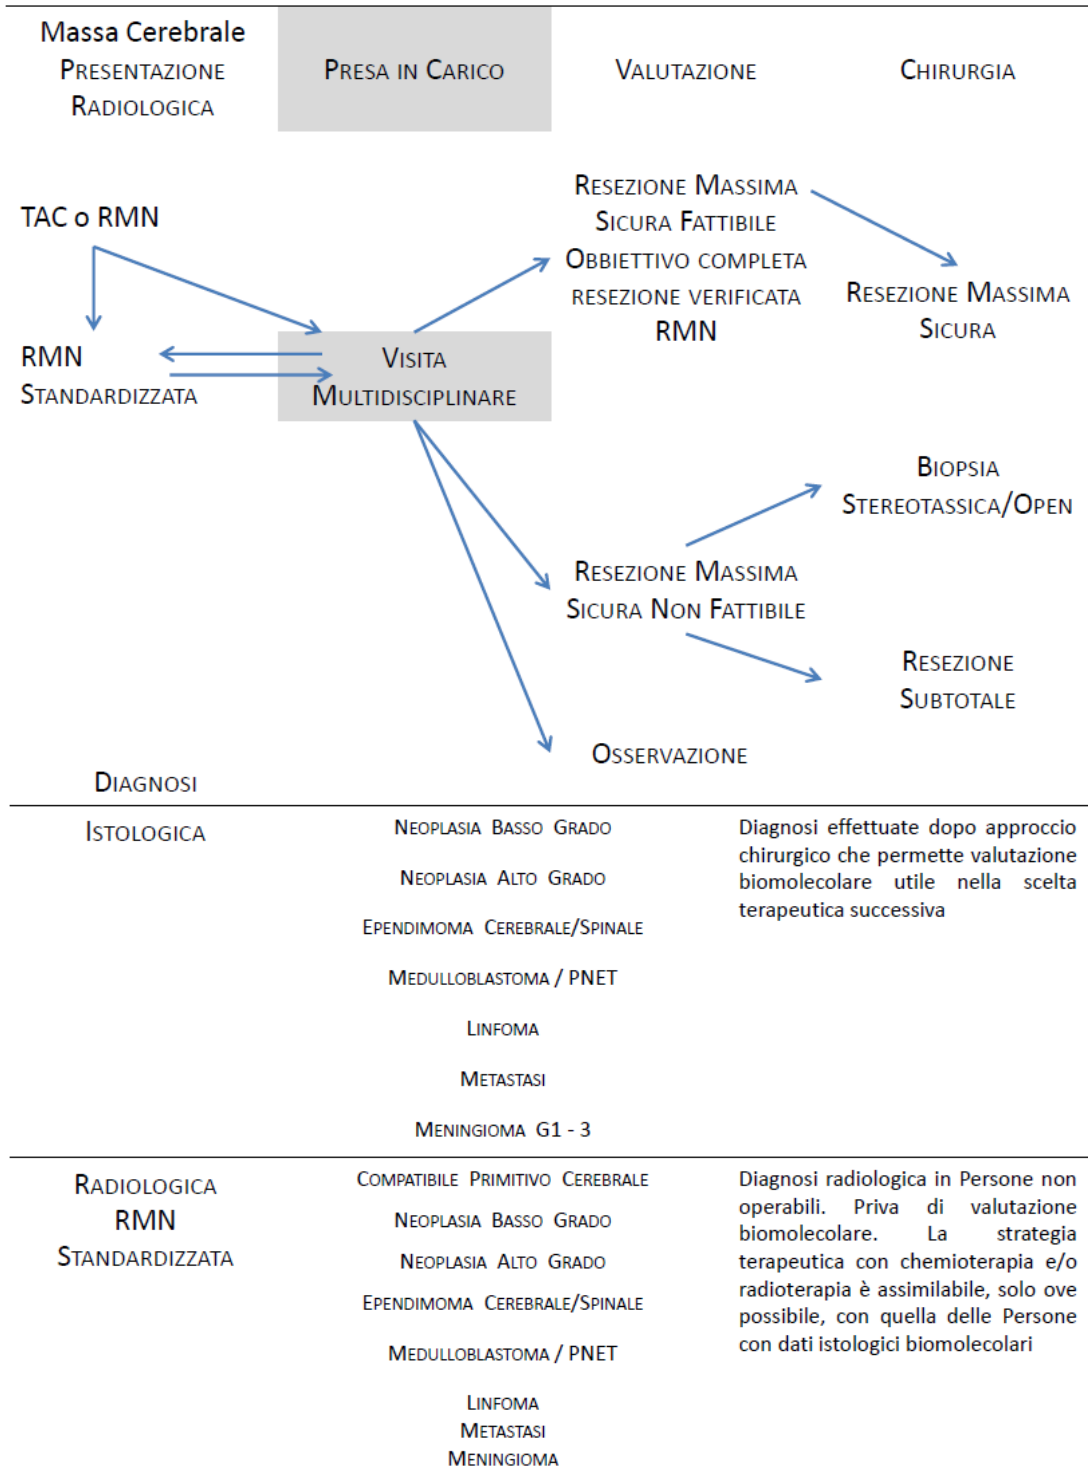 Massa Cerebrale
Presentazione
Radiologica
Presa in Carico
Valutazione
Chirurgia
TAC o RMN
RMN
Standardizzata
Visita
Multidisciplinare
Resezione Massima
Sicura Fattibile
Obbiettivo completa
resezione verificata
RMN
Resezione Massima
Sicura
Biopsia
Stereotassica/Open
Resezione Massima
Sicura Non Fattibile
Resezione
Subtotale
Osservazione
Diagnosi
Istologica
Neoplasia Basso Grado
Neoplasia Alto Grado
Ependimoma Cerebrale/Spinale
Medulloblastoma / PNET
Linfoma
Metastasi
Meningioma G1 - 3
Diagnosi effettuate dopo approccio
chirurgico che permette valutazione
biomolecolare utile nella scelta
terapeutica successiva
Radiologica
RMN
Standardizzata
Compatibile Primitivo Cerebrale
Neoplasia Basso Grado
Neoplasia Alto Grado
Ependimoma Cerebrale/Spinale
Medulloblastoma / PNET
Linfoma
Metastasi
Meningioma
Diagnosi radiologica in Persone non
operabili. Priva di valutazione
biomolecolare. La strategia
terapeutica con chemioterapia e/o
radioterapia è assimilabile, solo ove
possibile, con quella delle Persone
con dati istologici biomolecolari